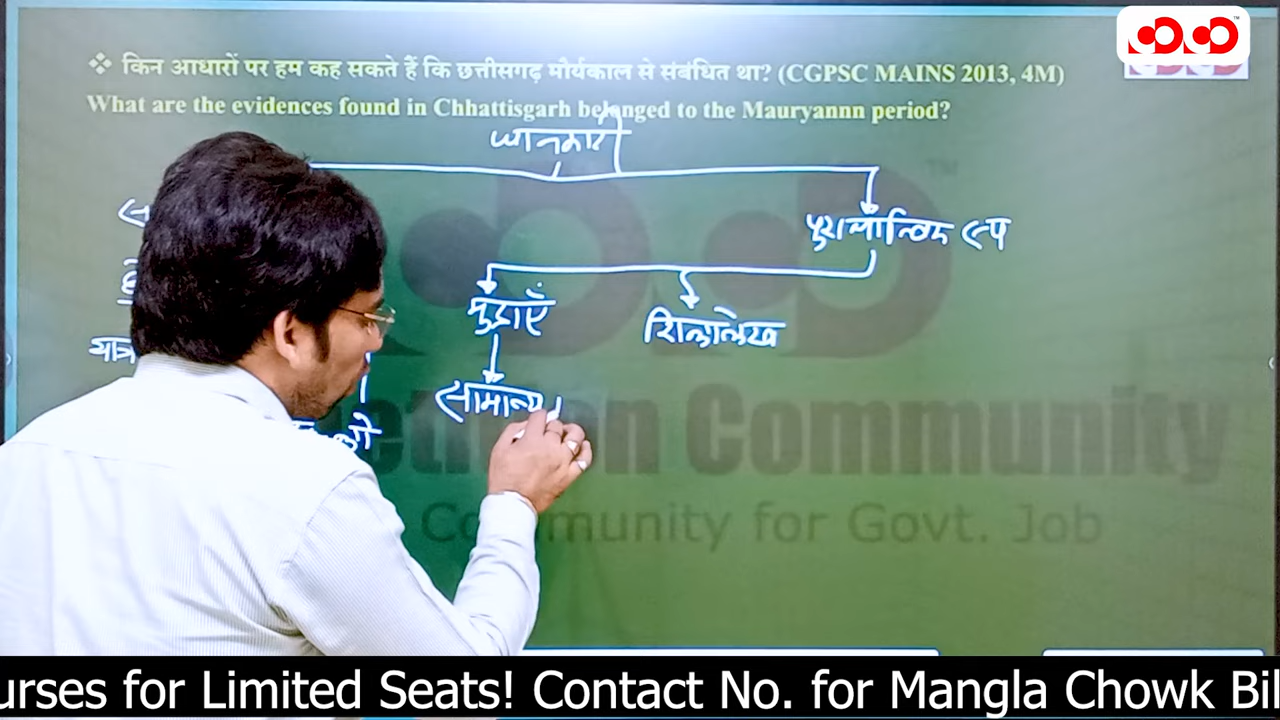 ❖ किन आधारों पर हम कह सकते हैं कि छत्तीसगढ़ मौर्यकाल से संबंधित था? (CGPSC MAINS 2013, 4M)
What are the evidences found in Chhattisgarh belonged to the Mauryannn period?
जानकारी
पुरातात्विक रूप
मुद्राएँ
शिलालेख
सामान्य
यात्र
Community
Community for Govt. Job
urses for Limited Seats! Contact No. for Mangla Chowk Bil